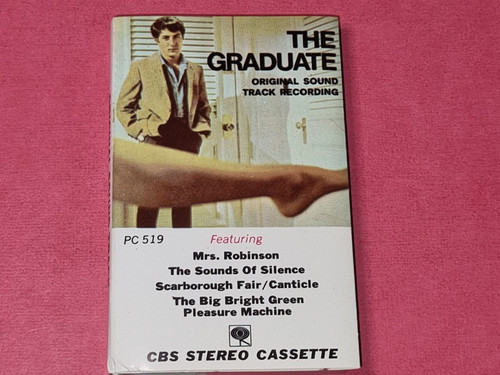 THE
GRADUATE
ORIGINAL SOUND
TRACK RECORDING
PC 519
Featuring
Mrs. Robinson
The Sounds Of Silence
Scarborough Fair/Canticle
The Big Bright Green
Pleasure Machine
CBS STEREO CASSETTE